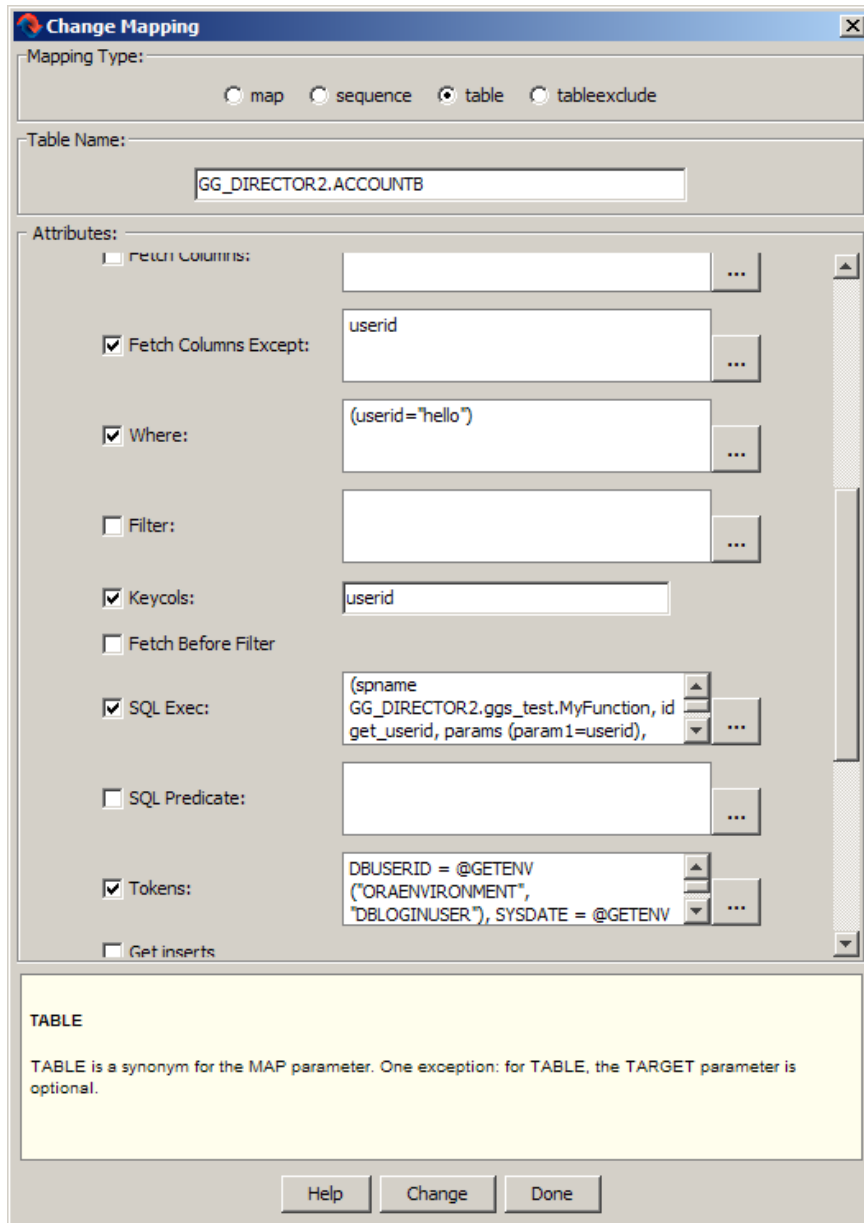 Change Mapping
Mapping Type:
map sequence table tableexclude
Table Name:
GG_DIRECTOR2.ACCOUNTB
Attributes:
Fetch Columns:
...
Fetch Columns Except:
userid
...
Where:
(userid="hello")
...
Filter:
...
Keycols:
userid
Fetch Before Filter
SQL Exec:
(spname
GG_DIRECTOR2.ggs_test.MyFunction, id
get_userid, params (param1=userid),
...
SQL Predicate:
...
Tokens:
DBUSERID = @GETENV
("ORAENVIRONMENT",
"DBLOGINUSER"), SYSDATE = @GETENV
...
Get inserts
TABLE
TABLE is a synonym for the MAP parameter. One exception: for TABLE, the TARGET parameter is
optional.
Help Change Done